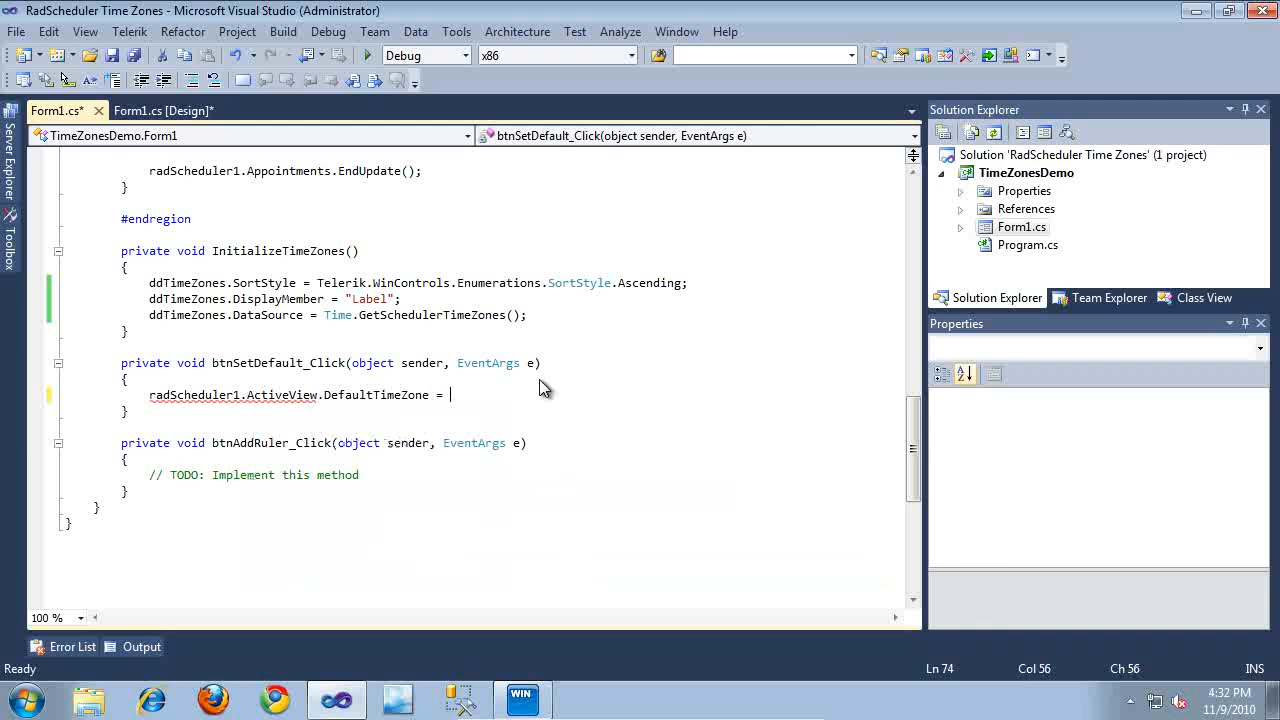 RadScheduler Time Zones - Microsoft Visual Studio (Administrator)
File Edit View Telerik Refactor Project Build Debug Team Data Tools Architecture Test Analyze Window Help
Debug x86
Form1.cs* Form1.cs [Design]*
TimeZonesDemo.Form1 btnSetDefault_Click(object sender, EventArgs e)
radScheduler1.Appointments.EndUpdate();
}
#endregion
private void InitializeTimeZones()
{
ddTimeZones.SortStyle = Telerik.WinControls.Enumerations.SortStyle.Ascending;
ddTimeZones.DisplayMember = "Label";
ddTimeZones.DataSource = Time.GetSchedulerTimeZones();
}
private void btnSetDefault_Click(object sender, EventArgs e)
{
radScheduler1.ActiveView.DefaultTimeZone =
}
private void btnAddRuler_Click(object sender, EventArgs e)
{
// TODO: Implement this method
}
}
}
100 %
Server Explorer
Toolbox
Solution Explorer
Solution 'RadScheduler Time Zones' (1 project)
TimeZonesDemo
Properties
References
Form1.cs
Program.cs
Solution Explorer Team Explorer Class View
Properties
Error List Output
Ready Ln 74 Col 56 Ch 56 INS
WIN
4:32 PM
11/9/2010